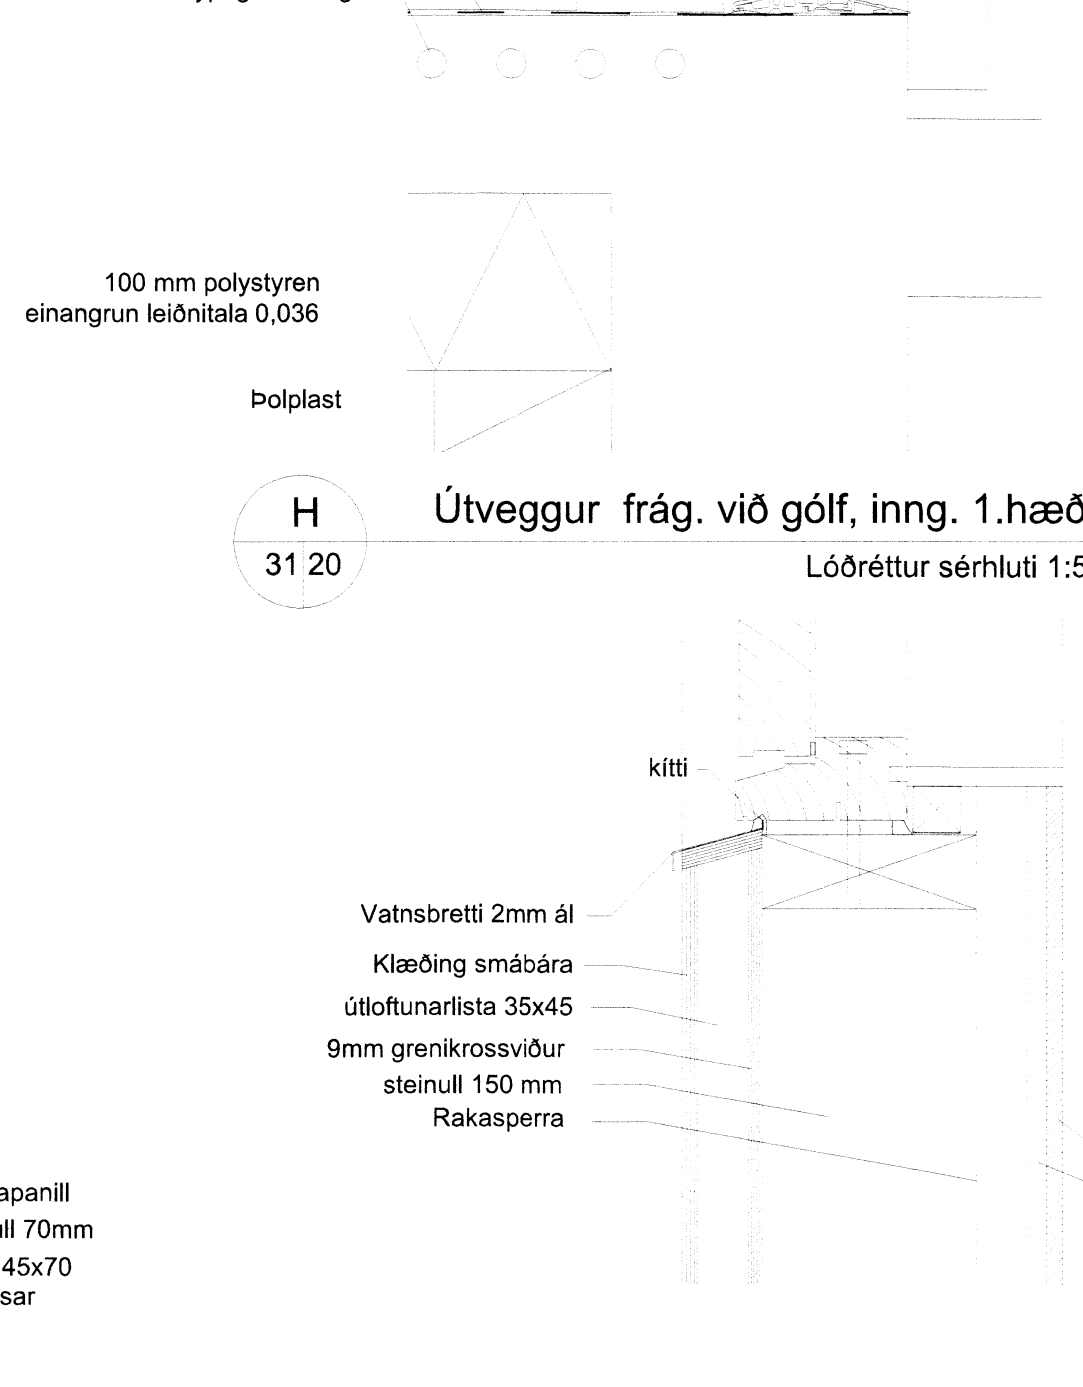 100 mm polystyren
einangrun leiðnitala 0,036
Þolplast
H
31 20
Útveggur frág. við gólf, inng. 1.hæð
Lóðréttur sérhluti 1:5
kítti
Vatnsbretti 2mm ál
Klæðing smábára
útloftunarlista 35x45
9mm grenikrossviður
steinull 150 mm
Rakasperra
apanill
ull 70mm
45x70
sar